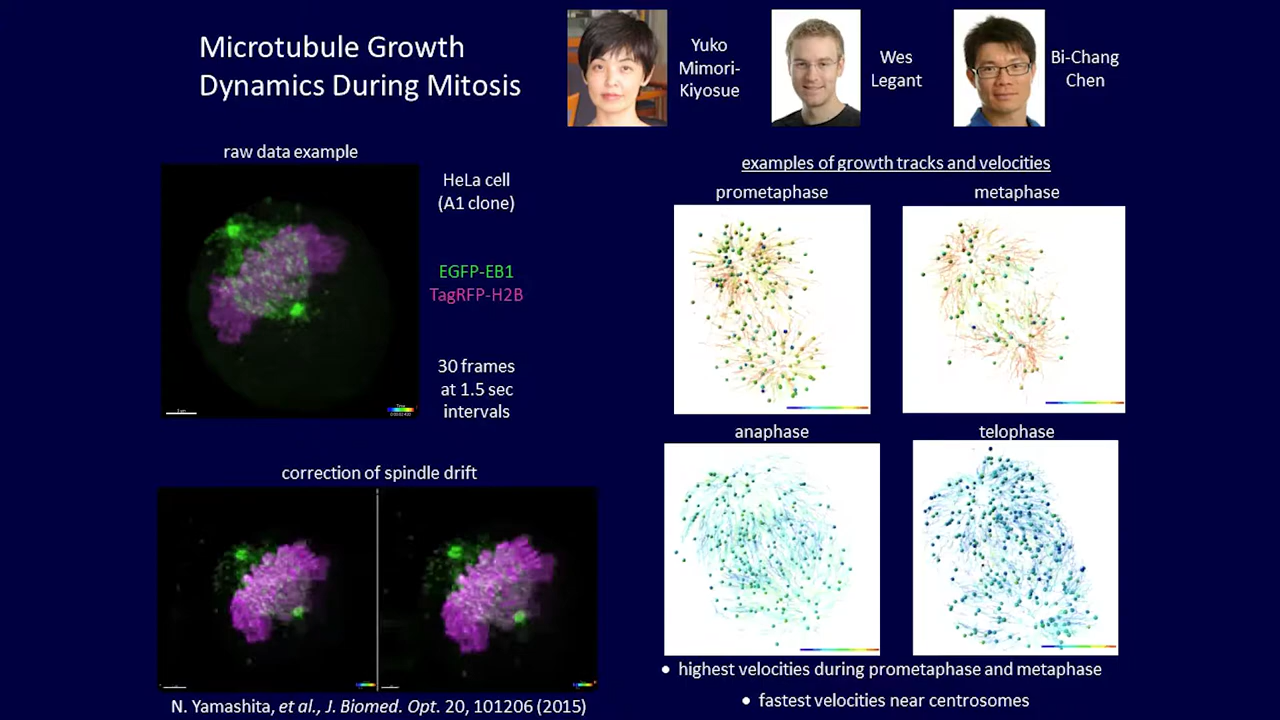 Microtubule Growth
Dynamics During Mitosis
Yuko
Mimori-
Kiyosue
Wes
Legant
Bi-Chang
Chen
raw data example
HeLa cell
(A1 clone)
EGFP-EB1
TagRFP-H2B
30 frames
at 1.5 sec
intervals
correction of spindle drift
N. Yamashita, et al., J. Biomed. Opt. 20, 101206 (2015)
examples of growth tracks and velocities
prometaphase
metaphase
anaphase
telophase
• highest velocities during prometaphase and metaphase
• fastest velocities near centrosomes